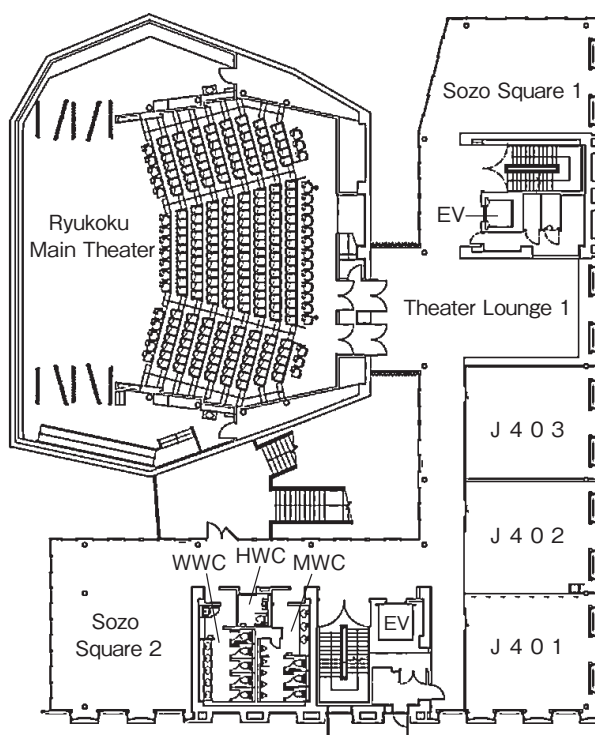 Sozo Square 1
EV
Ryukoku
Main Theater
Theater Lounge 1
J 4 0 3
J 4 0 2
WWC
HWC
MWC
Sozo
Square 2
EV
J 4 0 1